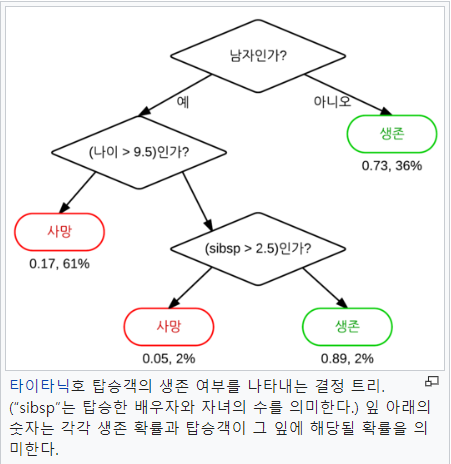 남자인가?
예
아니오
생존
0.73, 36%
(나이 > 9.5)인가?
사망
0.17, 61%
(sibsp > 2.5)인가?
사망
생존
0.05, 2%
0.89, 2%
타이타닉호 탑승객의 생존 여부를 나타내는 결정 트리.
("sibsp"는 탑승한 배우자와 자녀의 수를 의미한다.) 잎 아래의
숫자는 각각 생존 확률과 탑승객이 그 잎에 해당될 확률을 의
미한다.